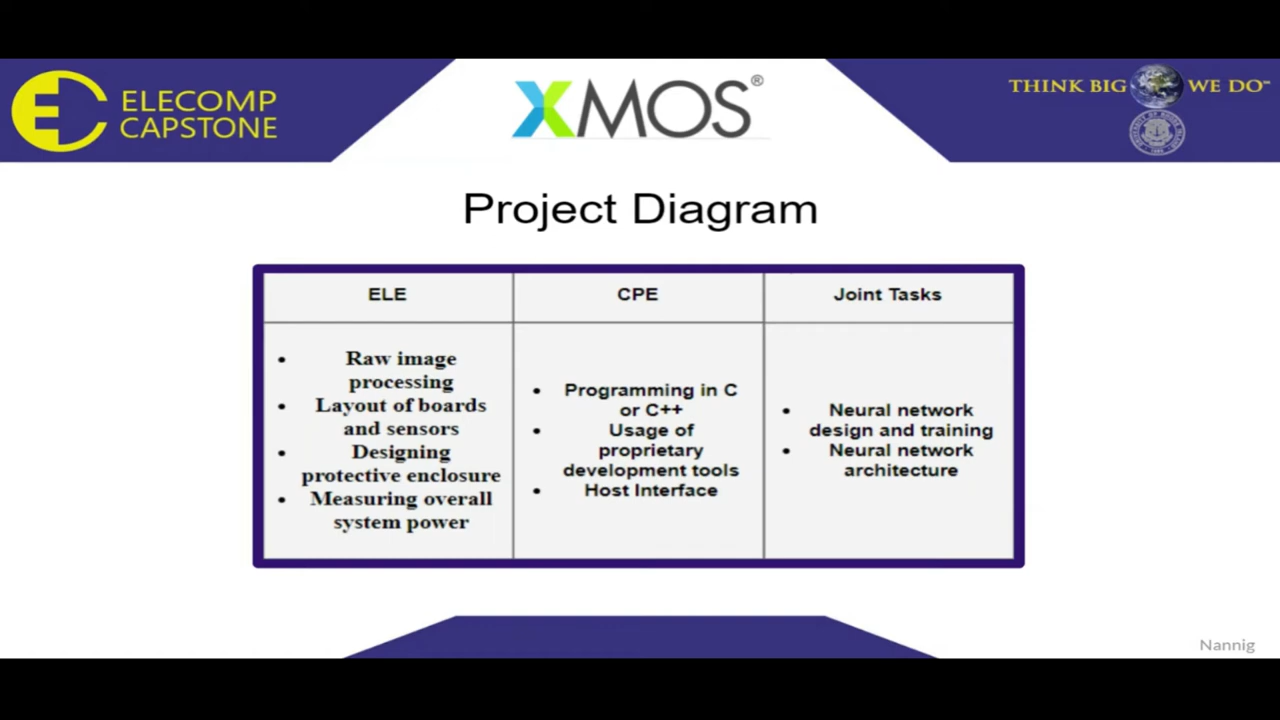 ELECOMP
CAPSTONE
XMOS®
THINK BIG WE DO™
Project Diagram
ELE
CPE
Joint Tasks
• Raw image
processing
• Layout of boards
and sensors
• Designing
protective enclosure
• Measuring overall
system power
• Programming in C
or C++
• Usage of
proprietary
development tools
• Host Interface
• Neural network
design and training
• Neural network
architecture
Nannig